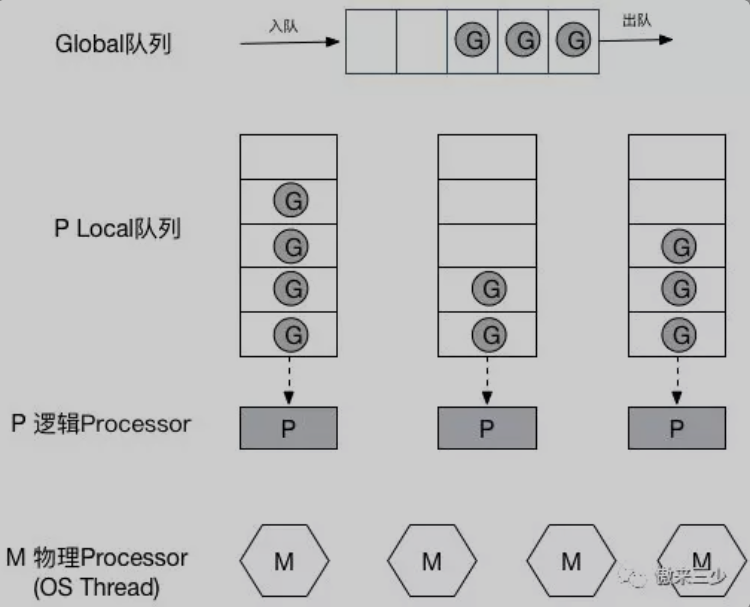 Global队列
入队
G G G
出队
P Local队列
G
G G
G G G
G G G
P 逻辑Processor
P P P
M 物理Processor
(OS Thread)
M M M M
傲来三少